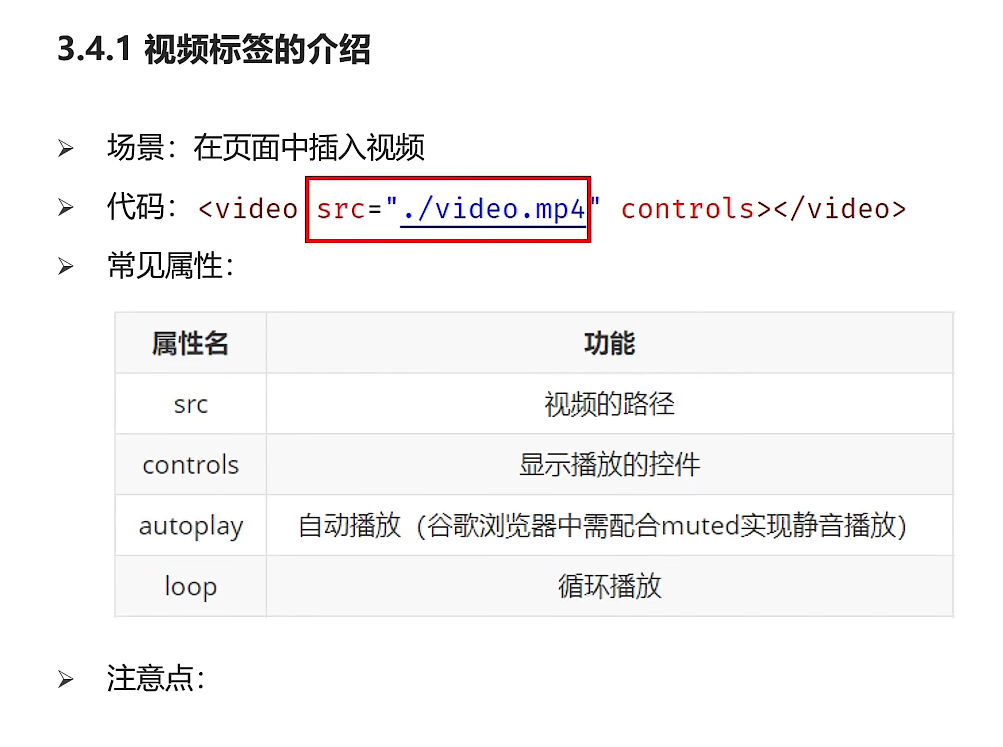 3.4.1 视频标签的介绍
场景：在页面中插入视频
代码：<video src="./video.mp4" controls></video>
常见属性：
属性名 功能
src 视频的路径
controls 显示播放的控件
autoplay 自动播放（谷歌浏览器中需配合muted实现静音播放）
loop 循环播放
注意点：